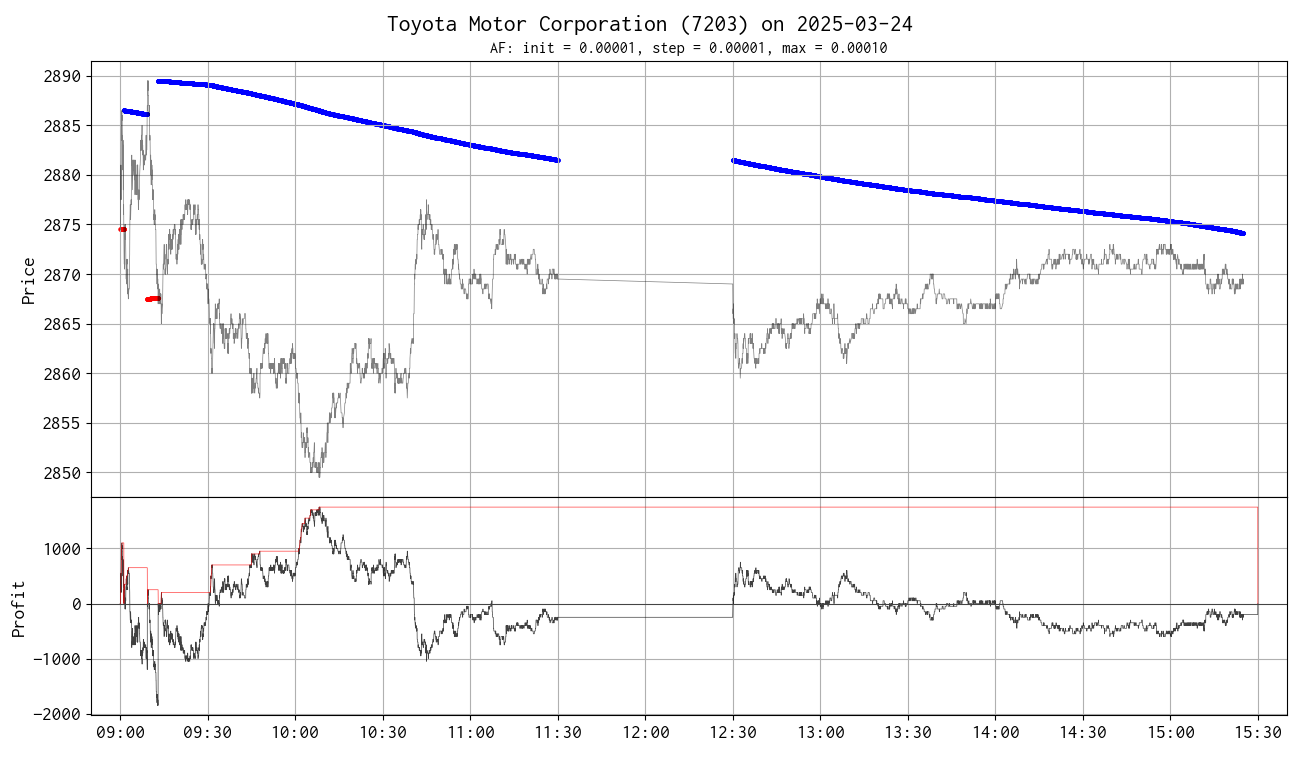 Toyota Motor Corporation (7203) on 2025-03-24
AF: init = 0.00001, step = 0.00001, max = 0.00010
2890
2885
2880
2875
2870
2865
2860
2855
2850
Price
1000
0
−1000
−2000
Profit
09:00 09:30 10:00 10:30 11:00 11:30 12:00 12:30 13:00 13:30 14:00 14:30 15:00 15:30